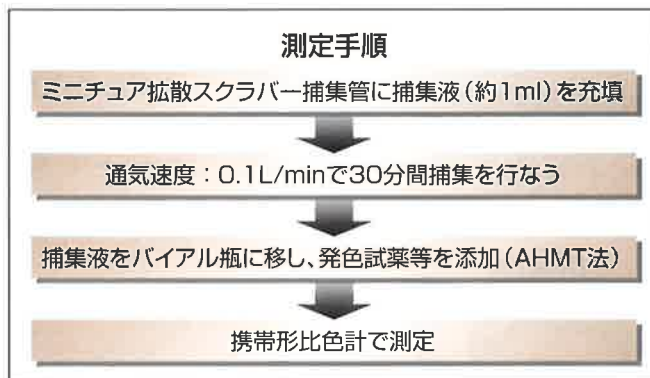 測定手順
ミニチュア拡散スクラバー捕集管に捕集液(約1ml)を充填
通気速度：0.1L/minで30分間捕集を行なう
捕集液をバイアル瓶に移し、発色試薬等を添加(AHMT法)
携帯形比色計で測定